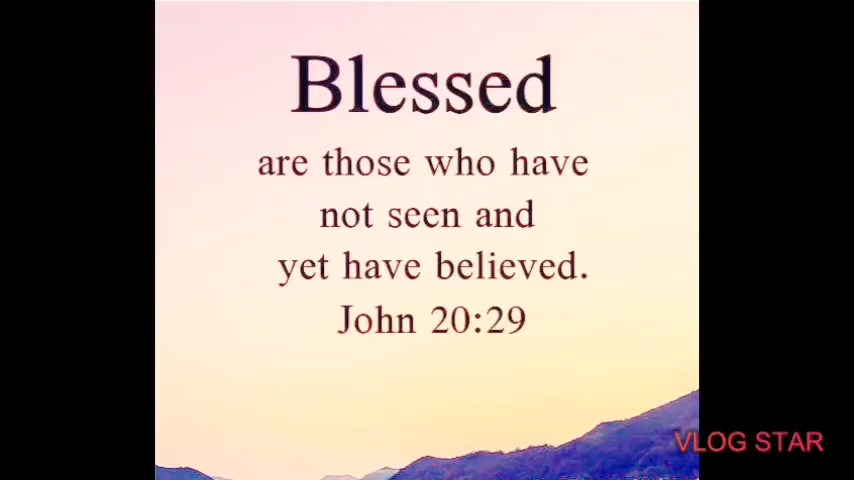 Blessed
are those who have
not seen and
yet have believed.
John 20:29
VLOG STAR